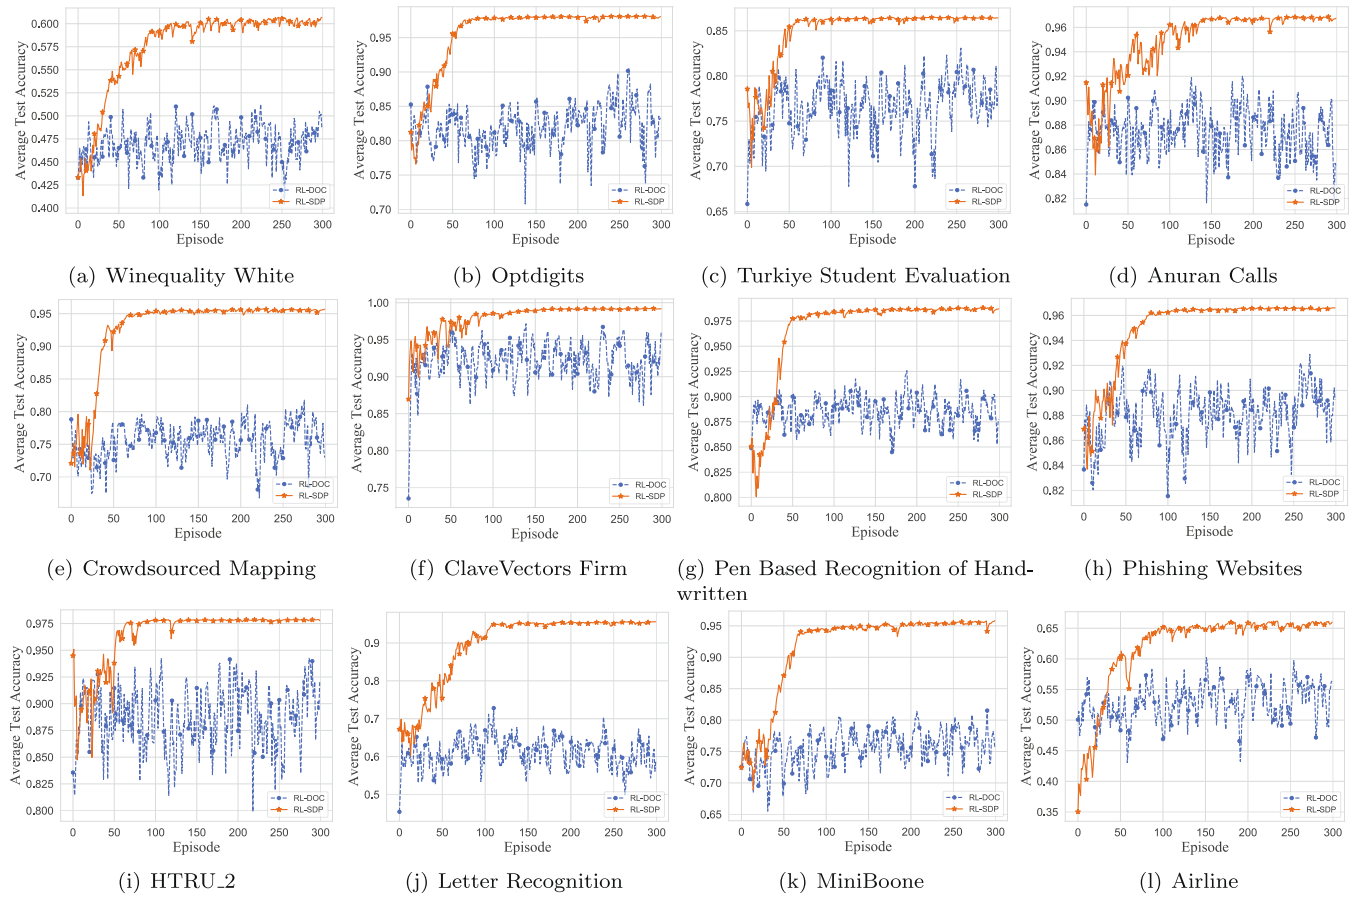 Average Test Accuracy
0.600
0.575
0.550
0.525
0.500
0.475
0.450
0.425
0.400
RL-DOC
RL-SDP
0 50 100 150 200 250 300
Episode
(a) Winequality White
Average Test Accuracy
0.95
0.90
0.85
0.80
0.75
0.70
RL-DOC
RL-SDP
0 50 100 150 200 250 300
Episode
(b) Optdigits
Average Test Accuracy
0.85
0.80
0.75
0.70
0.65
RL-DOC
RL-SDP
0 50 100 150 200 250 300
Episode
(c) Turkiye Student Evaluation
Average Test Accuracy
0.96
0.94
0.92
0.90
0.88
0.86
0.84
0.82
RL-DOC
RL-SDP
0 50 100 150 200 250 300
Episode
(d) Anuran Calls
Average Test Accuracy
0.95
0.90
0.85
0.80
0.75
0.70
RL-DOC
RL-SDP
0 50 100 150 200 250 300
Episode
(e) Crowdsourced Mapping
Average Test Accuracy
1.00
0.95
0.90
0.85
0.80
0.75
RL-DOC
RL-SDP
0 50 100 150 200 250 300
Episode
(f) ClaveVectors Firm
Average Test Accuracy
0.975
0.950
0.925
0.900
0.875
0.850
0.825
0.800
RL-DOC
RL-SDP
0 50 100 150 200 250 300
Episode
(g) Pen Based Recognition of Hand-
written
Average Test Accuracy
0.96
0.94
0.92
0.90
0.88
0.86
0.84
0.82
RL-DOC
RL-SDP
0 50 100 150 200 250 300
Episode
(h) Phishing Websites
Average Test Accuracy
0.975
0.950
0.925
0.900
0.875
0.850
0.825
0.800
RL-DOC
RL-SDP
0 50 100 150 200 250 300
Episode
(i) HTRU_2
Average Test Accuracy
0.9
0.8
0.7
0.6
0.5
RL-DOC
RL-SDP
0 50 100 150 200 250 300
Episode
(j) Letter Recognition
Average Test Accuracy
0.95
0.90
0.85
0.80
0.75
0.70
0.65
RL-DOC
RL-SDP
0 50 100 150 200 250 300
Episode
(k) MiniBoone
Average Test Accuracy
0.65
0.60
0.55
0.50
0.45
0.40
0.35
RL-DOC
RL-SDP
0 50 100 150 200 250 300
Episode
(l) Airline